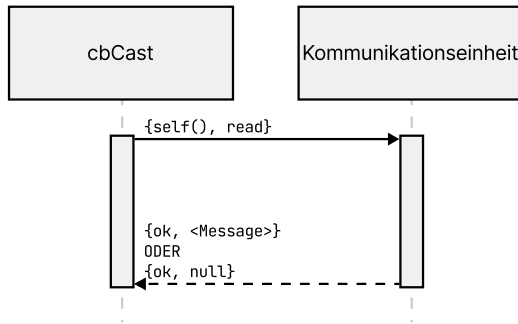 cbCast
Kommunikationseinheit
{self(), read}
{ok, <Message>}
ODER
{ok, null}